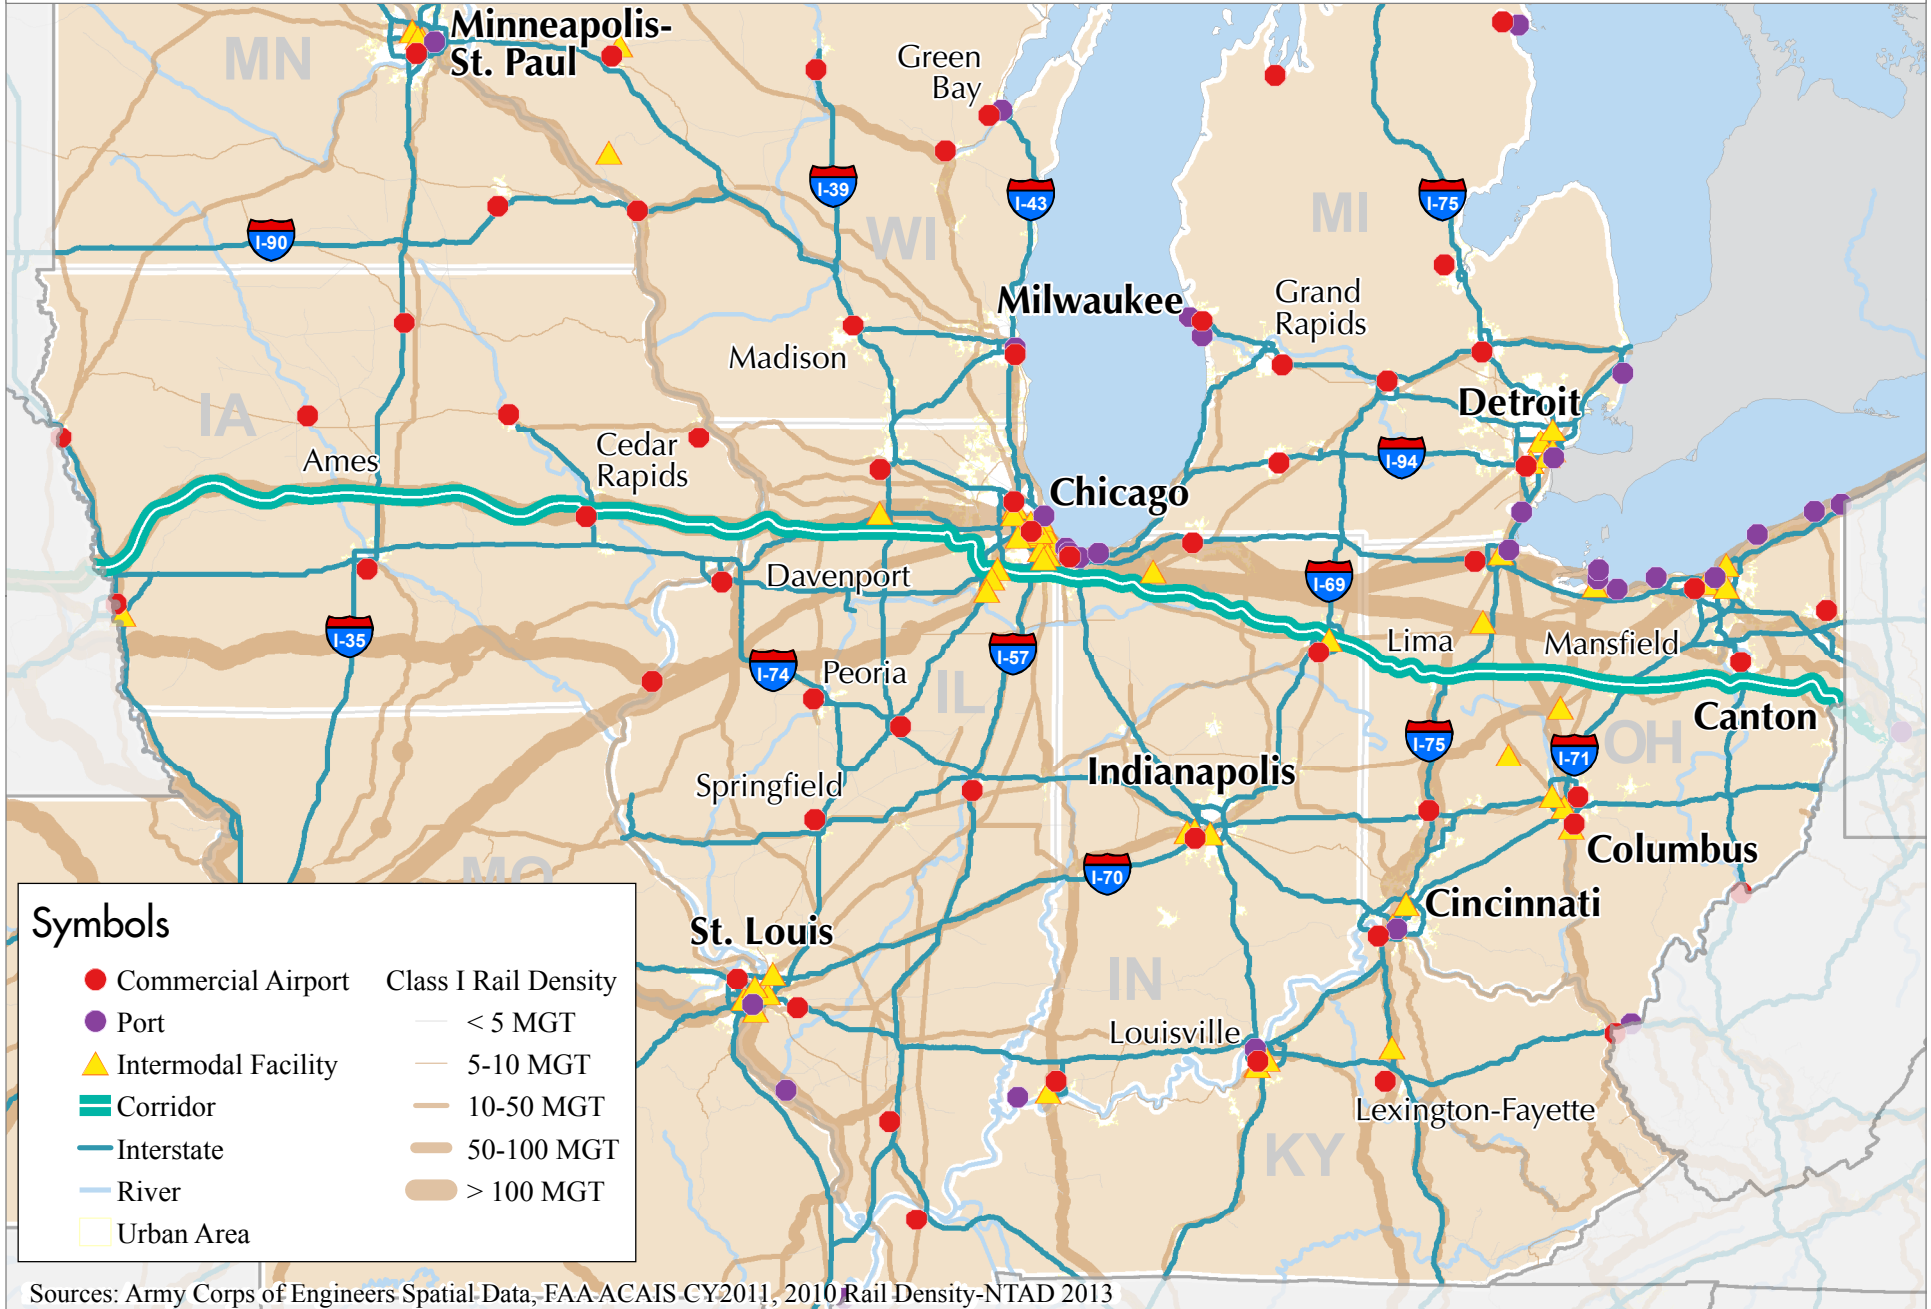 Minneapolis-
St. Paul
MN
Green
Bay
I-39
I-43
I-75
WI
MI
I-90
Milwaukee
Grand
Rapids
Madison
Detroit
IA
Cedar
Rapids
Ames
I-94
Chicago
Davenport
I-69
I-35
I-57
Lima
Mansfield
I-74
Peoria
IL
Canton
I-75
I-71
OH
Indianapolis
Springfield
MO
Columbus
I-70
Cincinnati
St. Louis
IN
Louisville
Lexington-Fayette
KY
Symbols
Commercial Airport
Port
Intermodal Facility
Corridor
Interstate
River
Urban Area
Class I Rail Density
< 5 MGT
5-10 MGT
10-50 MGT
50-100 MGT
> 100 MGT
Sources: Army Corps of Engineers Spatial Data, FAA ACAIS CY2011, 2010 Rail Density-NTAD 2013